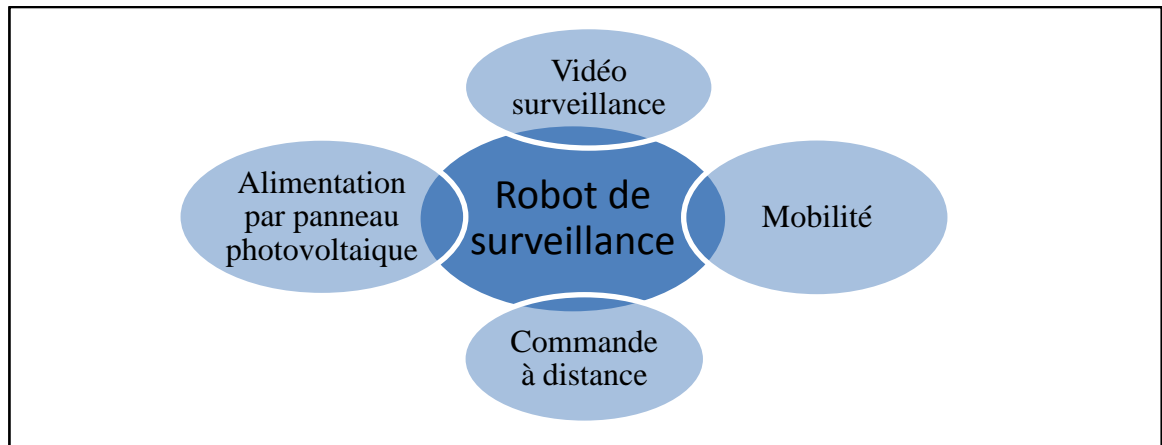 Vidéo
surveillance
Alimentation
par panneau
photovoltaique
Robot de
surveillance
Mobilité
Commande
à distance